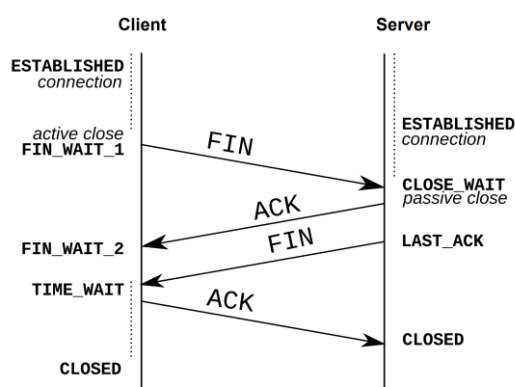 Client
Server
ESTABLISHED
connection
ESTABLISHED
connection
active close
FIN_WAIT_1
FIN
CLOSE_WAIT
passive close
ACK
FIN_WAIT_2
FIN
LAST_ACK
TIME_WAIT
ACK
CLOSED
CLOSED